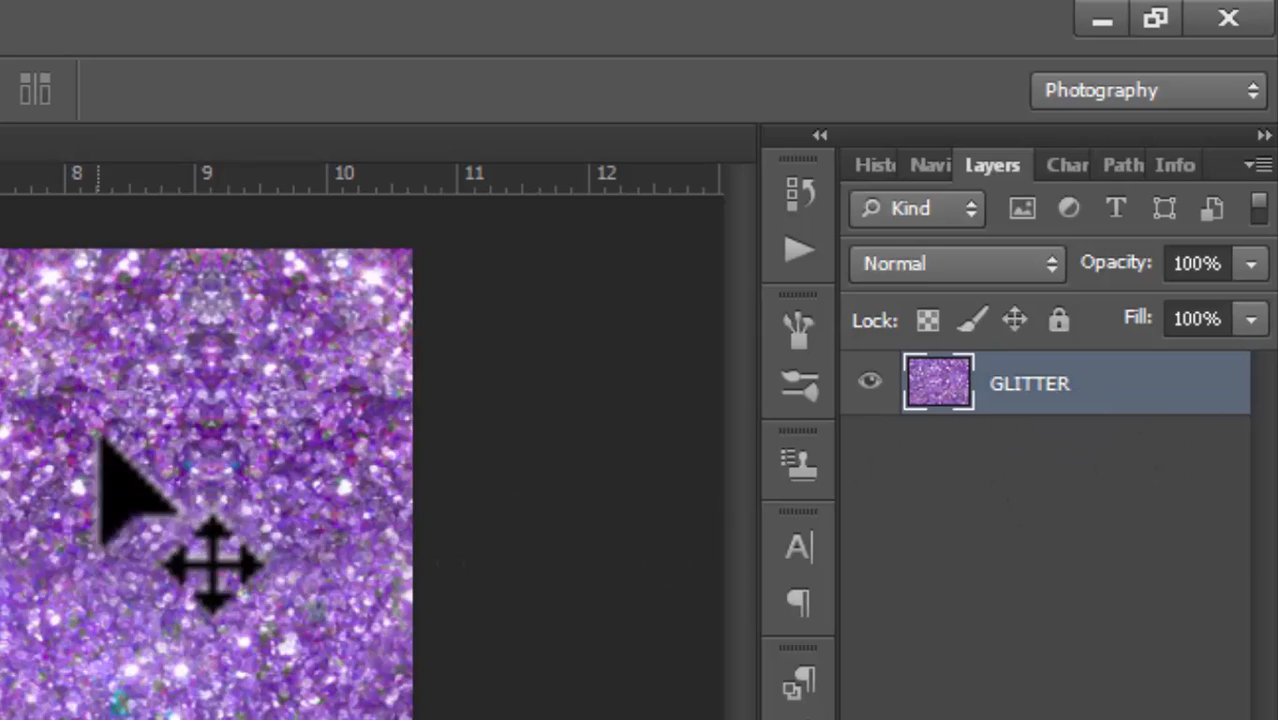 Photography
8 9 10 11 12
Hist Navi Layers Char Path Info
Kind
Normal Opacity: 100%
Lock: Fill: 100%
GLITTER